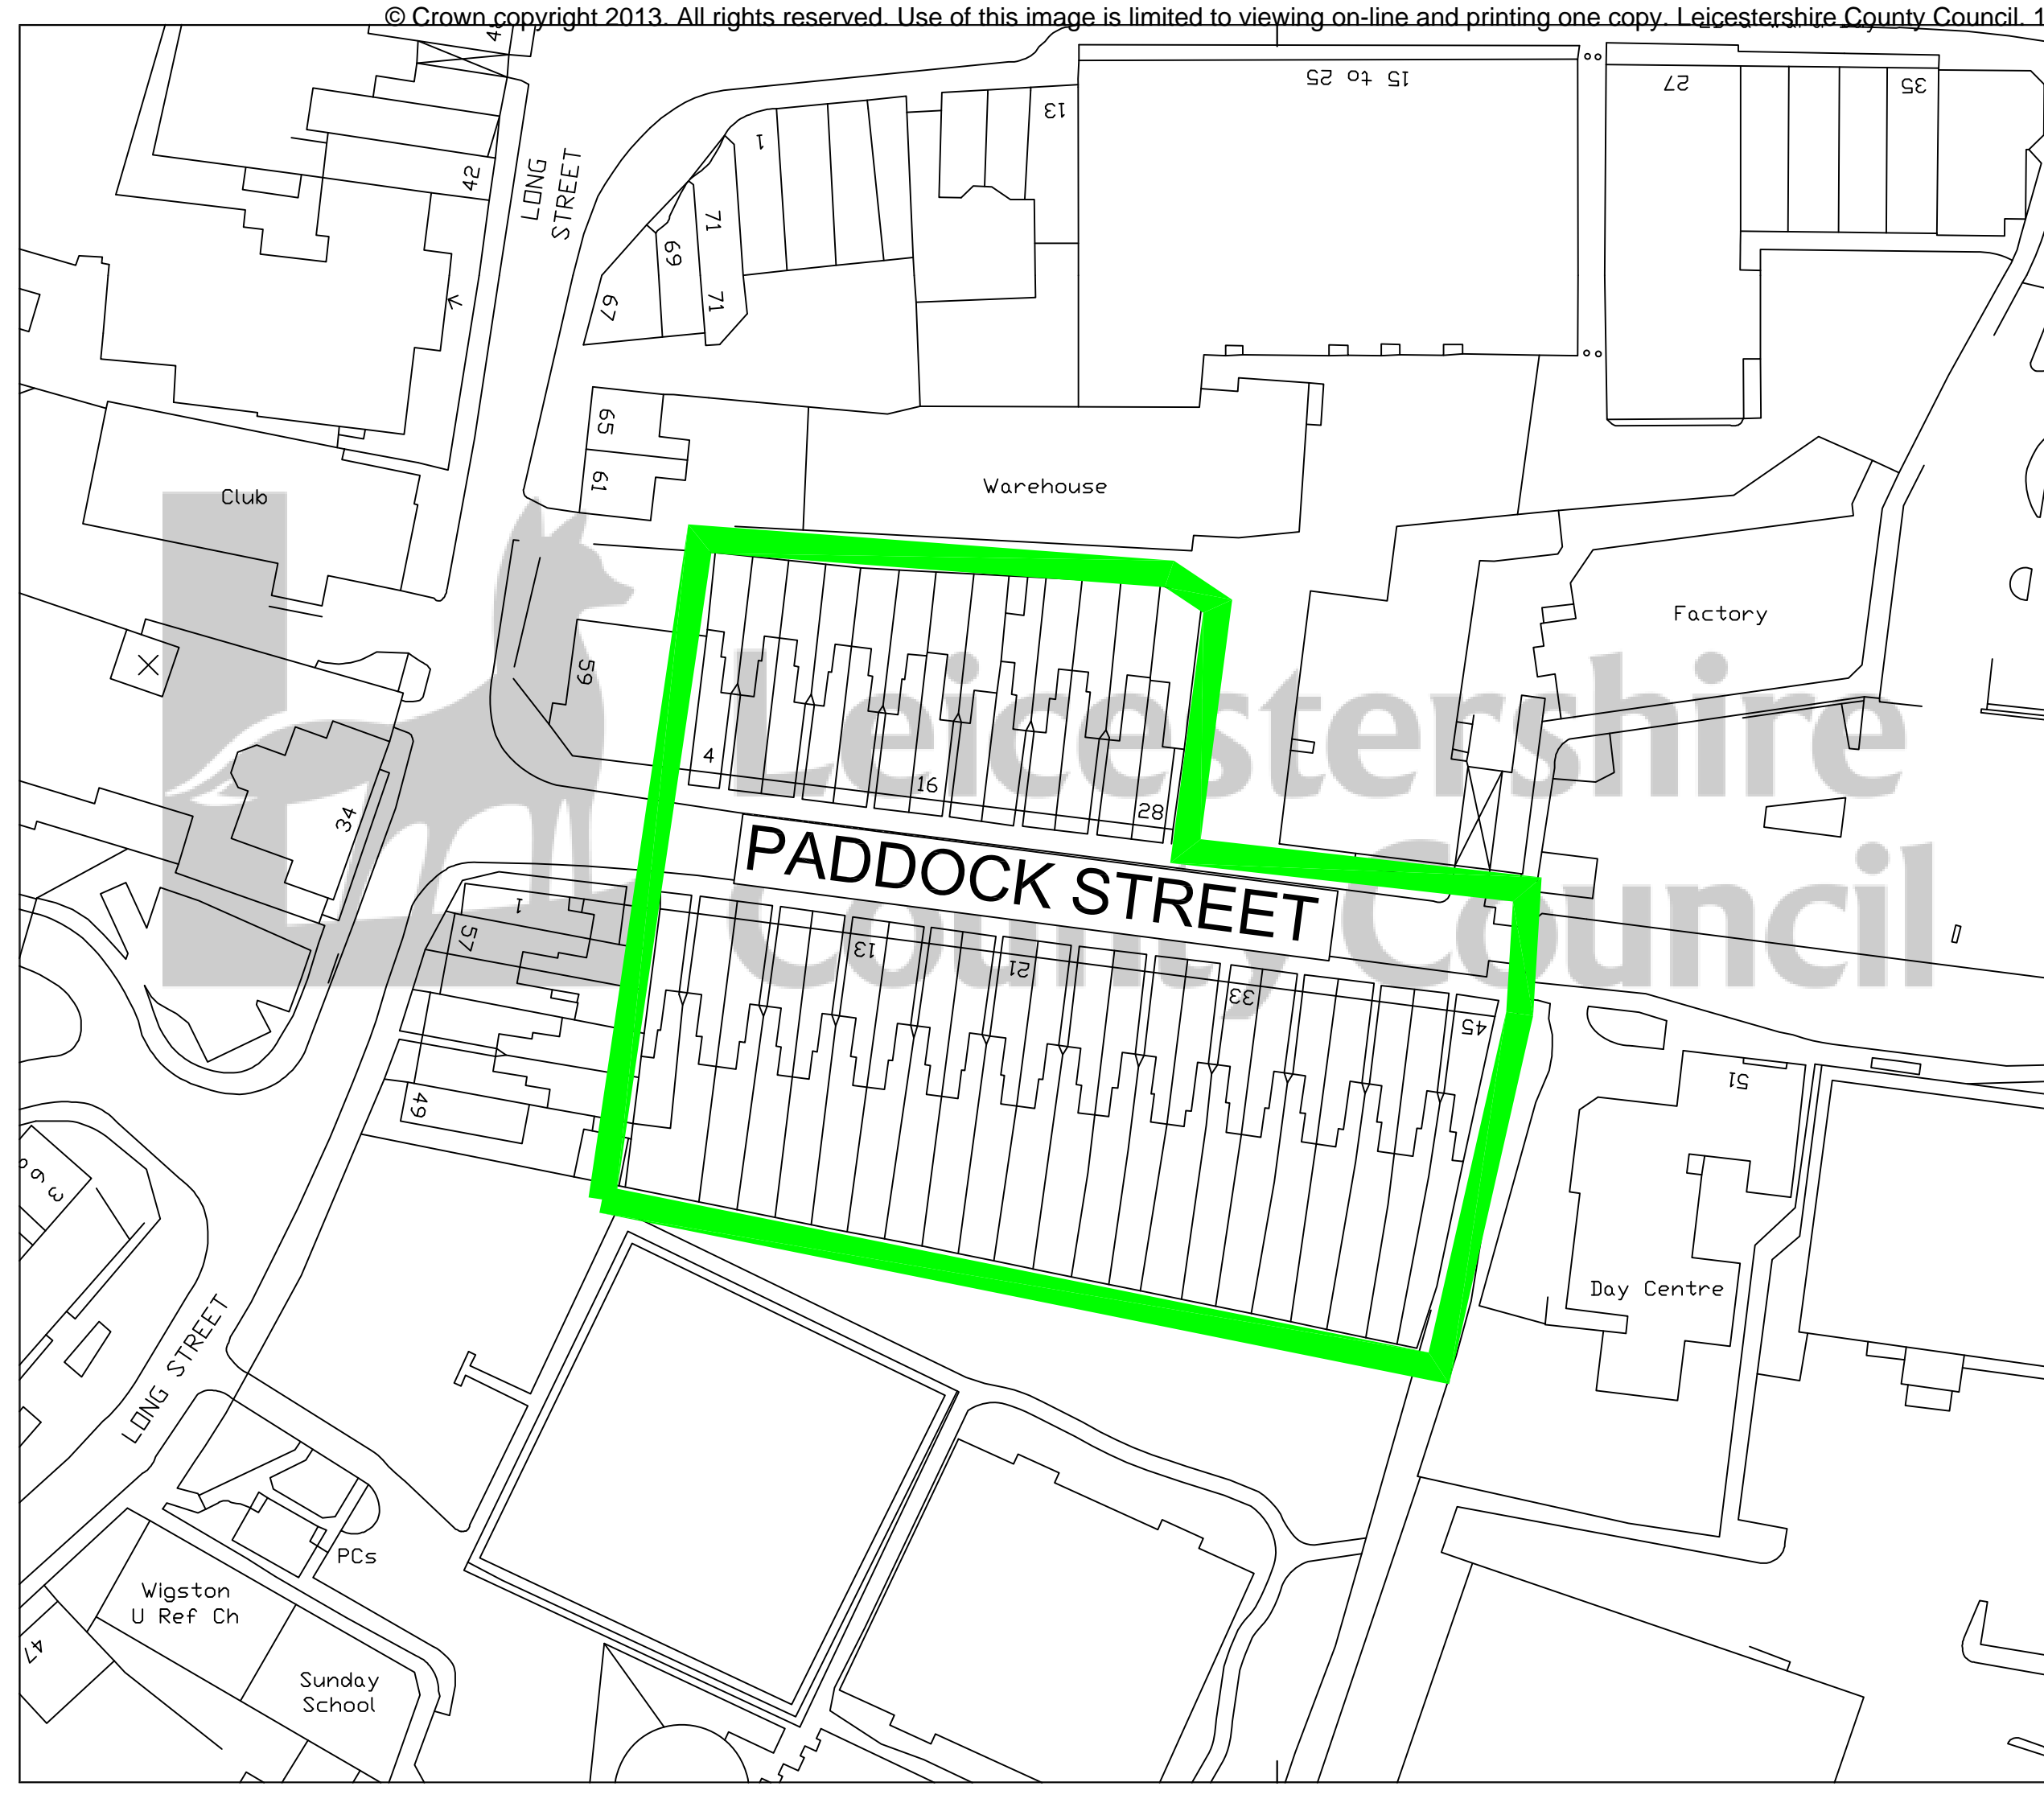 © Crown copyright 2013. All rights reserved. Use of this image is limited to viewing on-line and printing one copy. Leicestershire County Council. 1
15 to 25
27
35
13
1
42
LONG
STREET
71
69
71
67
65
61
Warehouse
Club
Factory
59
Leicestershire
County Council
4
16
28
34
PADDOCK STREET
1
57
13
21
33
45
51
49
Day Centre
3
6
LONG STREET
PCs
Wigston
U Ref Ch
47
Sunday
School